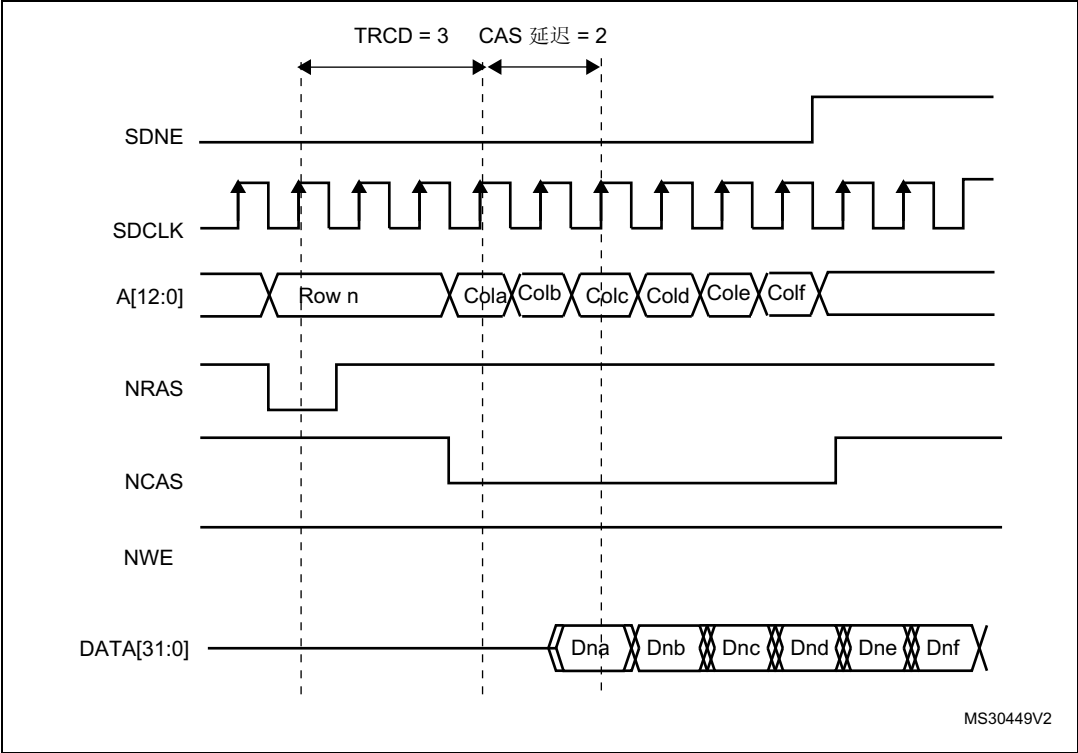 TRCD = 3 CAS 延迟 = 2
SDNE
SDCLK
A[12:0] Row n Cola Colb Colc Cold Cole Colf
NRAS
NCAS
NWE
DATA[31:0] Dna Dnb Dnc Dnd Dne Dnf
MS30449V2